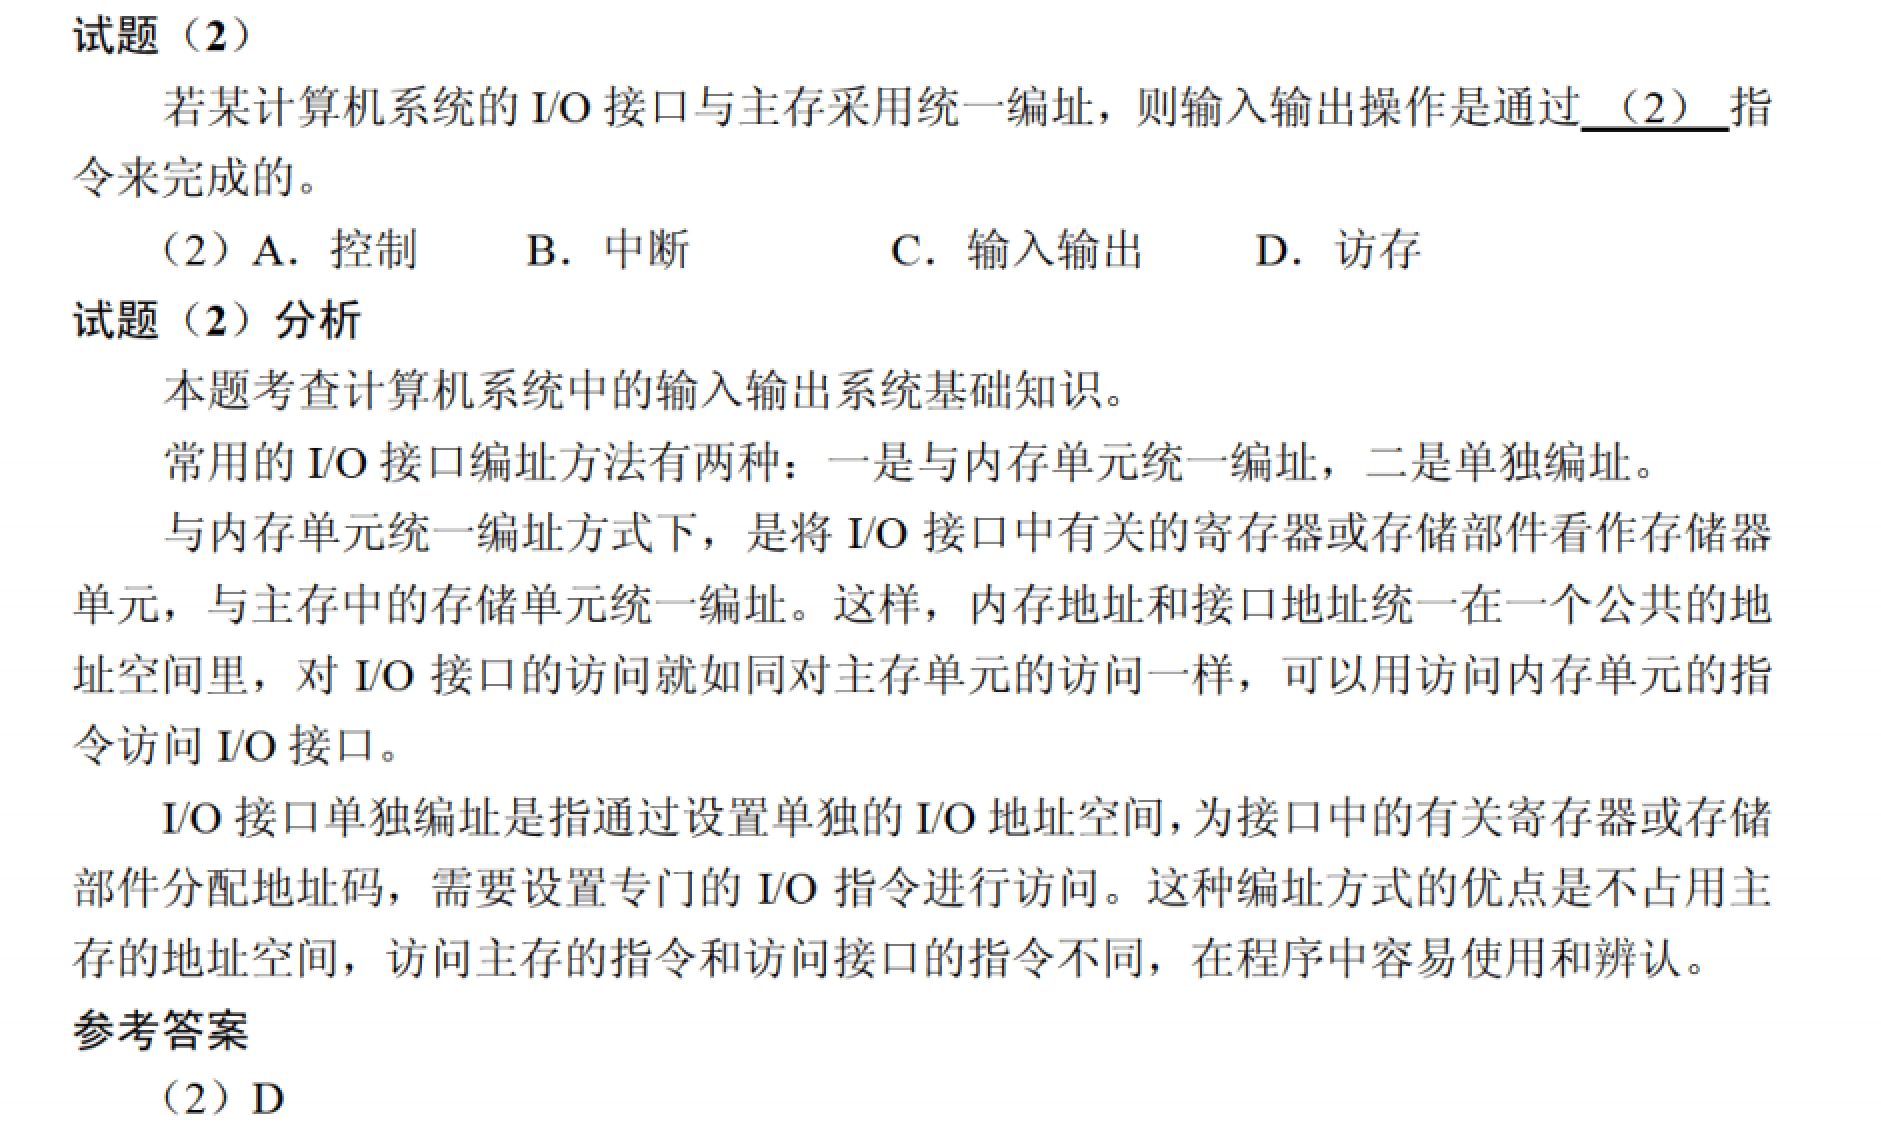 试题（2）
若某计算机系统的 I/O 接口与主存采用统一编址，则输入输出操作是通过 （2） 指
令来完成的。
（2）A．控制 B．中断 C．输入输出 D．访存
试题（2）分析
本题考查计算机系统中的输入输出系统基础知识。
常用的 I/O 接口编址方法有两种：一是与内存单元统一编址，二是单独编址。
与内存单元统一编址方式下，是将 I/O 接口中有关的寄存器或存储部件看作存储器
单元，与主存中的存储单元统一编址。这样，内存地址和接口地址统一在一个公共的地
址空间里，对 I/O 接口的访问就如同对主存单元的访问一样，可以用访问内存单元的指
令访问 I/O 接口。
I/O 接口单独编址是指通过设置单独的 I/O 地址空间，为接口中的有关寄存器或存储
部件分配地址码，需要设置专门的 I/O 指令进行访问。这种编址方式的优点是不占用主
存的地址空间，访问主存的指令和访问接口的指令不同，在程序中容易使用和辨认。
参考答案
（2）D